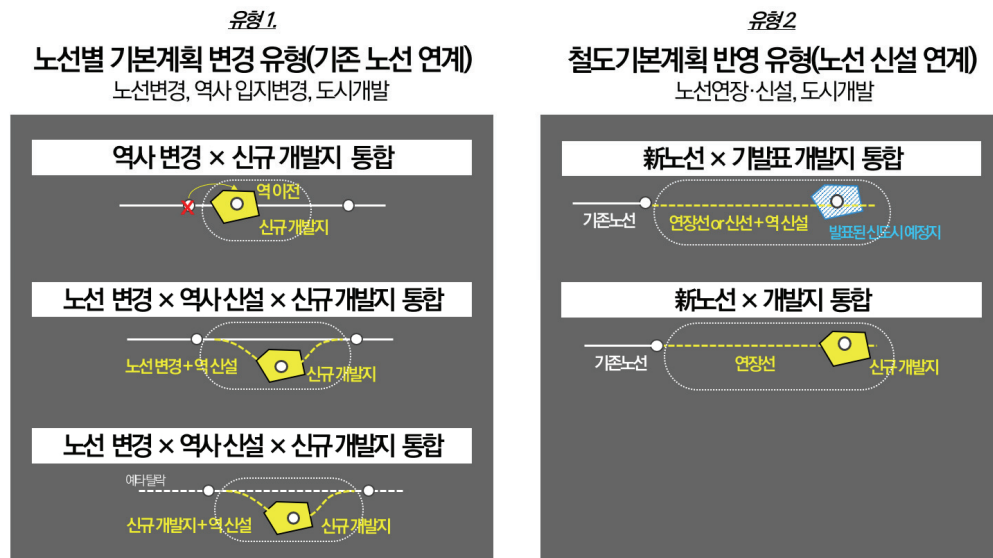 유형 1.
노선별 기본계획 변경 유형(기존 노선 연계)
노선변경, 역사 입지변경, 도시개발
역사 변경 × 신규 개발지 통합
역 이전
신규 개발지
노선 변경 × 역사 신설 × 신규 개발지 통합
노선 변경 + 역 신설
신규 개발지
노선 변경 × 역사 신설 × 신규 개발지 통합
예타탈락
신규 개발지 + 역 신설
신규 개발지
유형 2
철도기본계획 반영 유형(노선 신설 연계)
노선연장·신설, 도시개발
新노선 × 기발표 개발지 통합
기존노선
연장선 or 신선 + 역 신설
발표된 신도시 예정지
新노선 × 개발지 통합
기존노선
연장선
신규 개발지